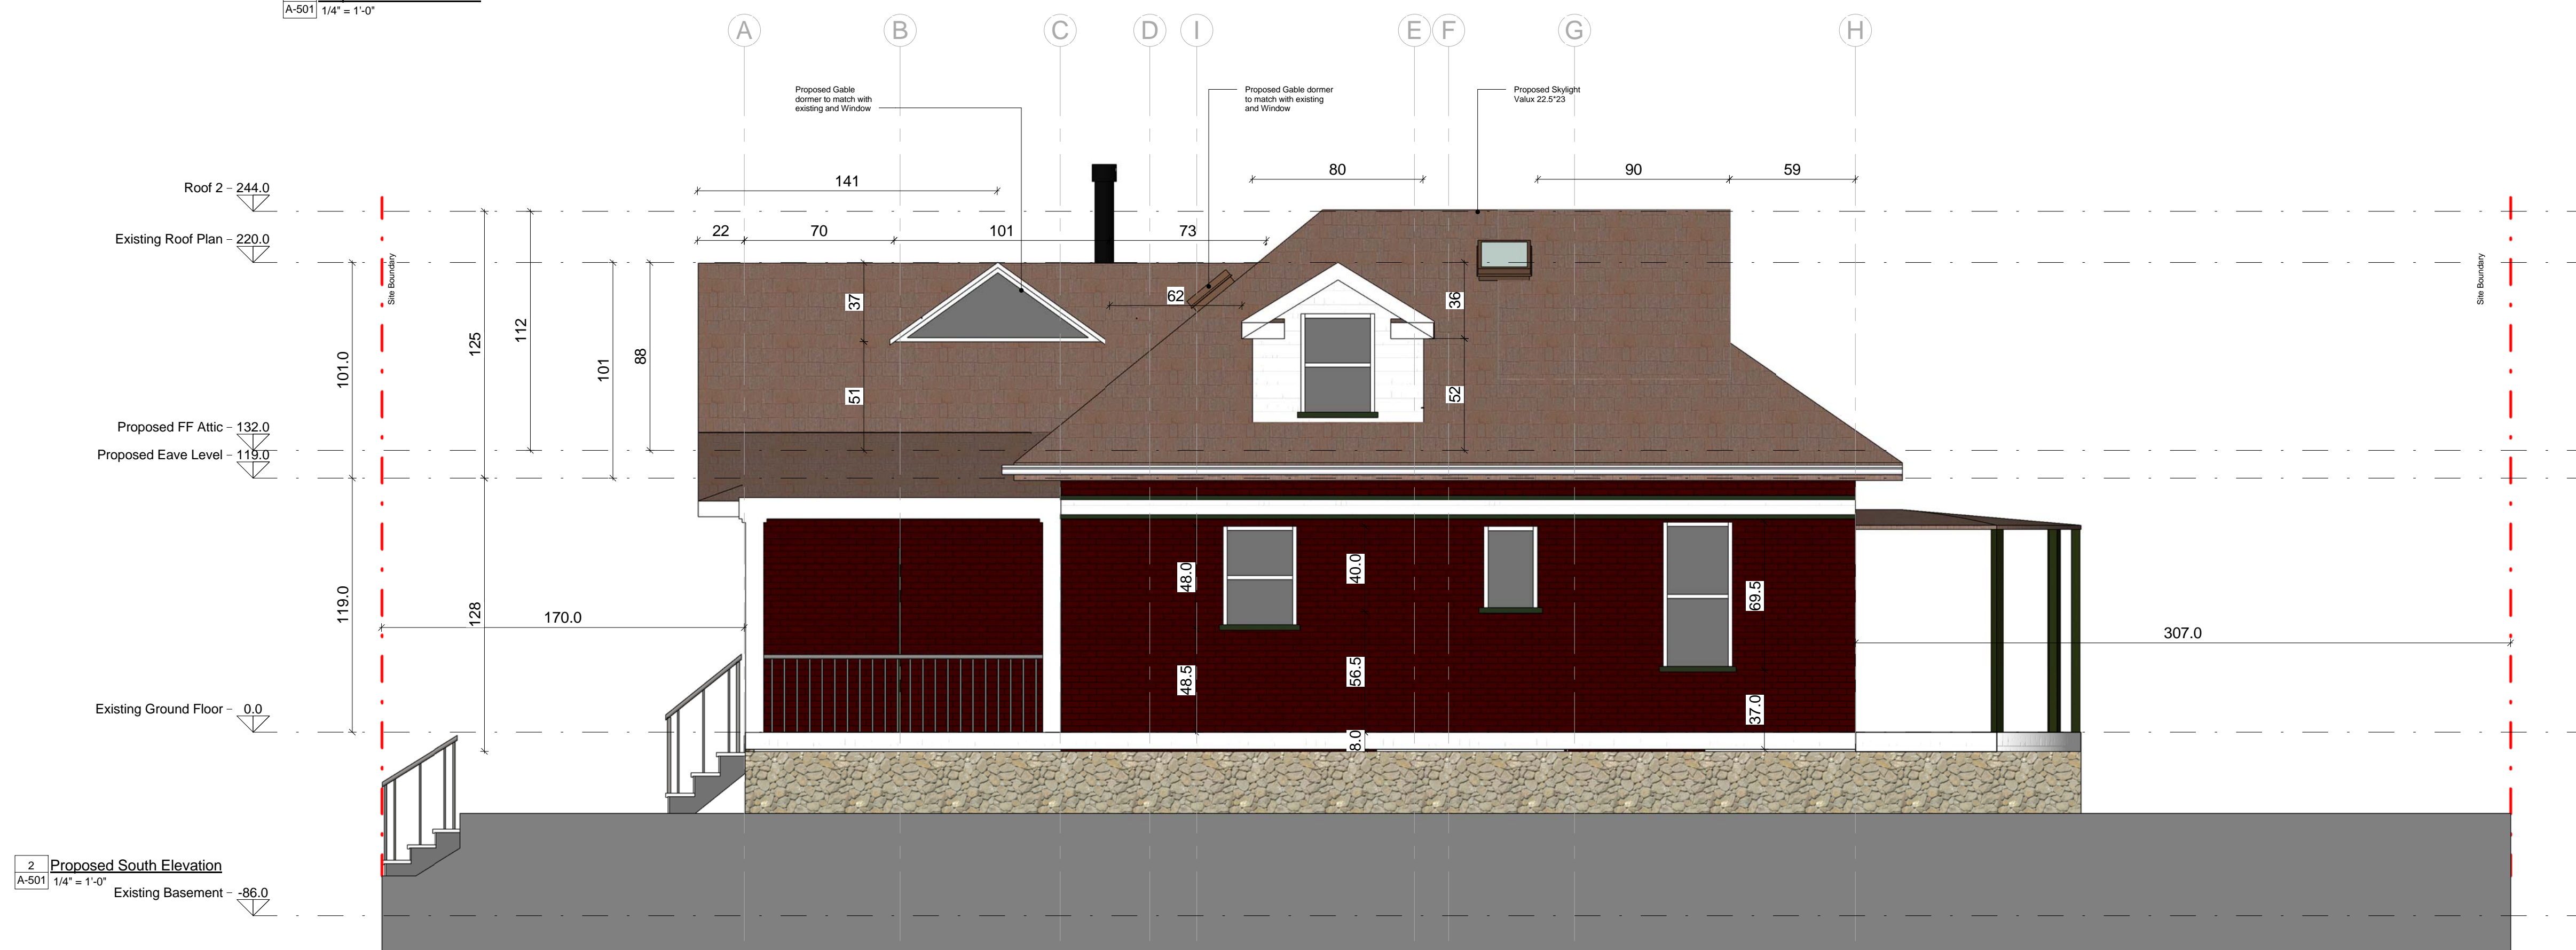 A-501 1/4" = 1'-0"
A B C D I E F G H
Proposed Gable
dormer to match with
existing and Window
Proposed Gable dormer
to match with existing
and Window
Proposed Skylight
Valux 22.5*23
141
80
90
59
Roof 2 - 244.0
22
70
101
73
Existing Roof Plan - 220.0
Site Boundary
Site Boundary
37
62
36
101.0
125
112
101
88
51
52
Proposed FF Attic - 132.0
Proposed Eave Level - 119.0
48.0
40.0
69.5
119.0
128
170.0
307.0
48.5
56.5
37.0
Existing Ground Floor - 0.0
8.0
2 Proposed South Elevation
A-501 1/4" = 1'-0"
Existing Basement - -86.0